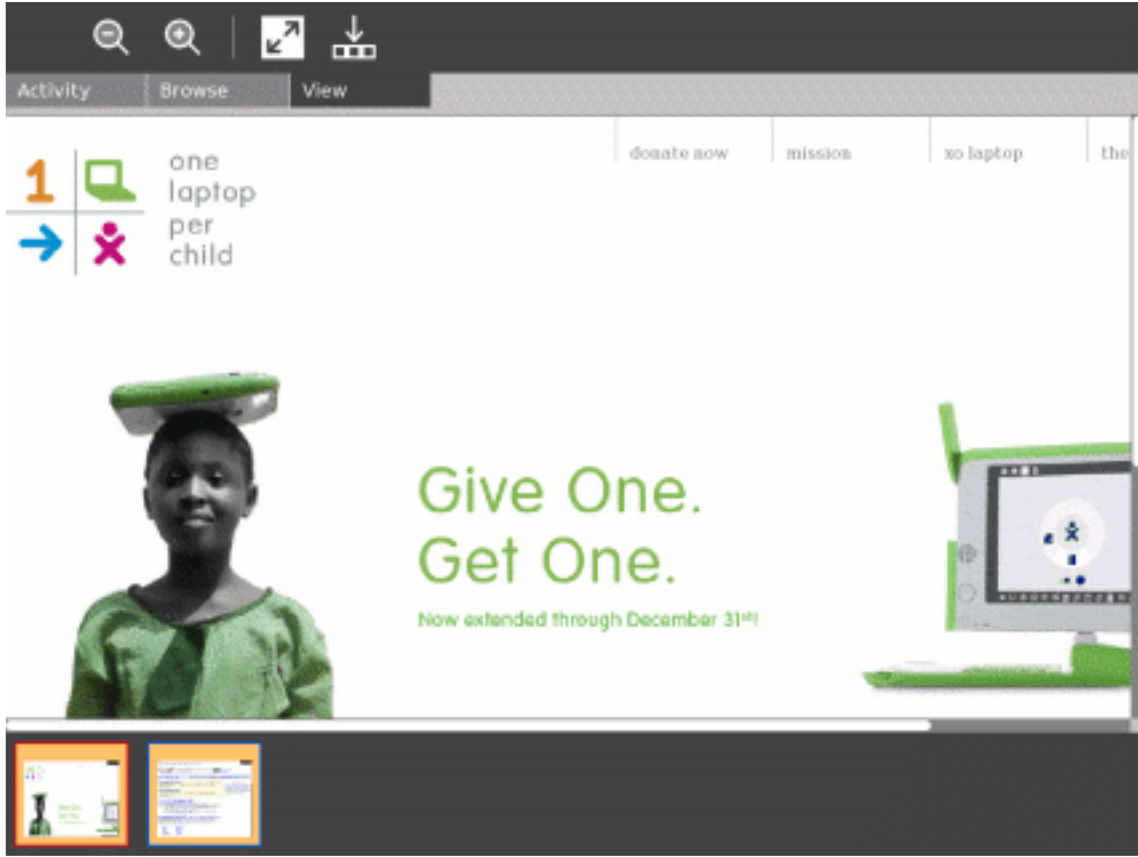 Activity
Browse
View
donate now
mission
xo laptop
the
1
one
laptop
per
child
Give One.
Get One.
Now extended through December 31st!